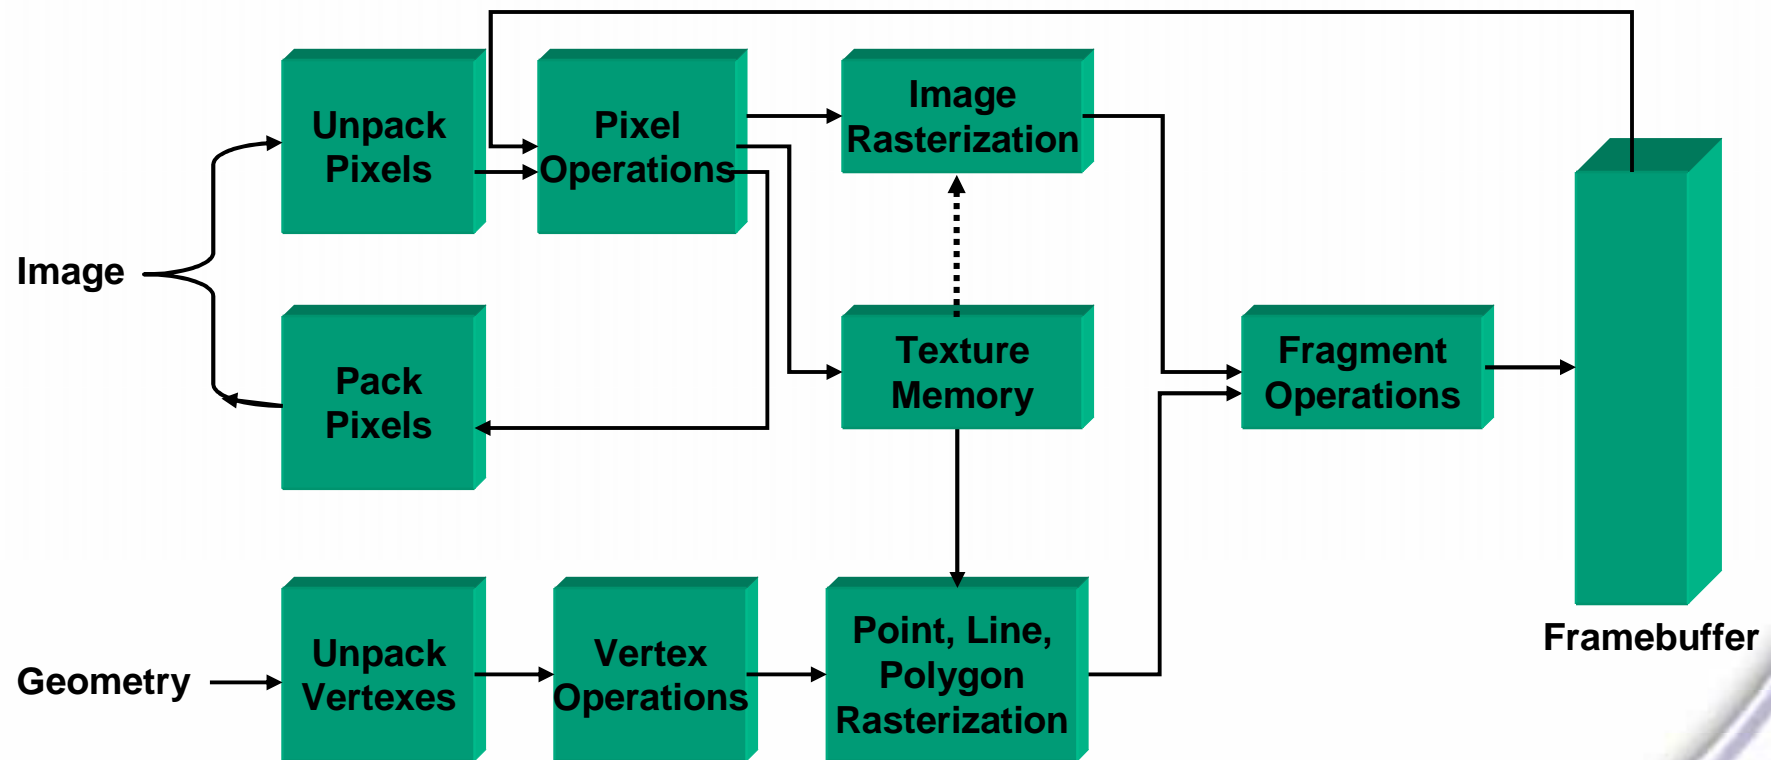 Unpack
Pixels
Pixel
Operations
Image
Rasterization
Image
Pack
Pixels
Texture
Memory
Fragment
Operations
Geometry
Unpack
Vertexes
Vertex
Operations
Point, Line,
Polygon
Rasterization
Framebuffer